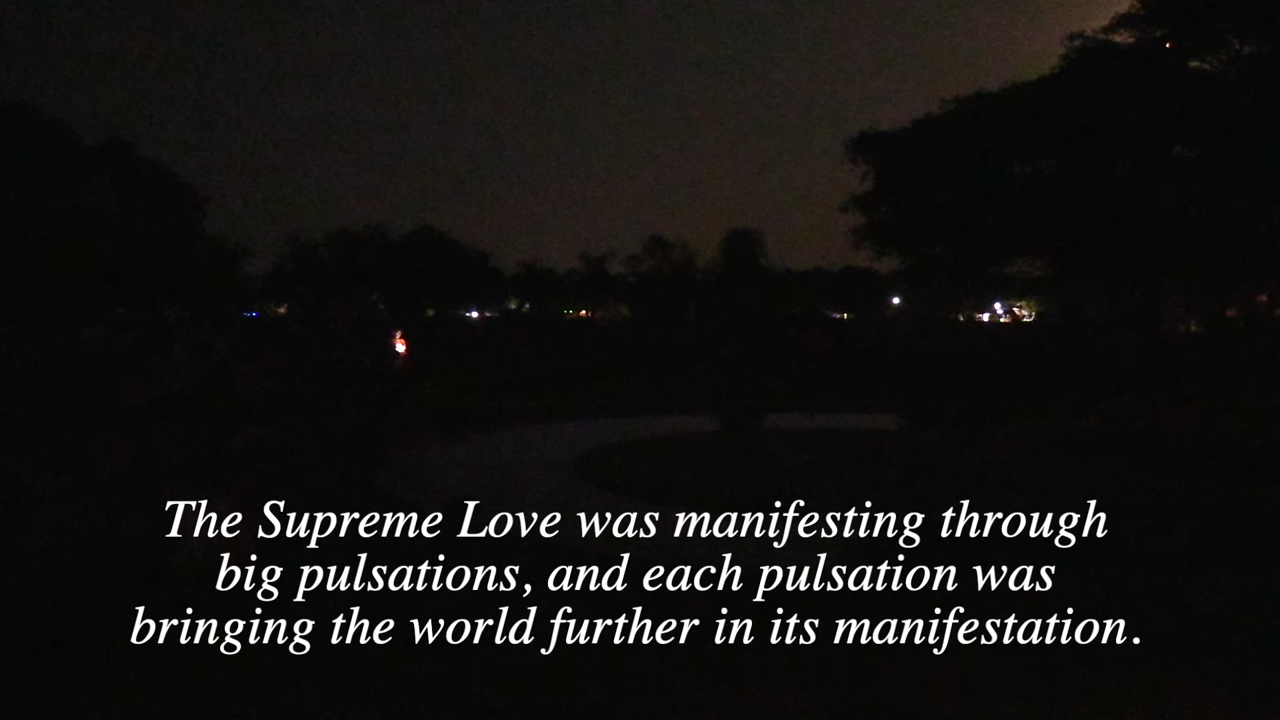 The Supreme Love was manifesting through
big pulsations, and each pulsation was
bringing the world further in its manifestation.